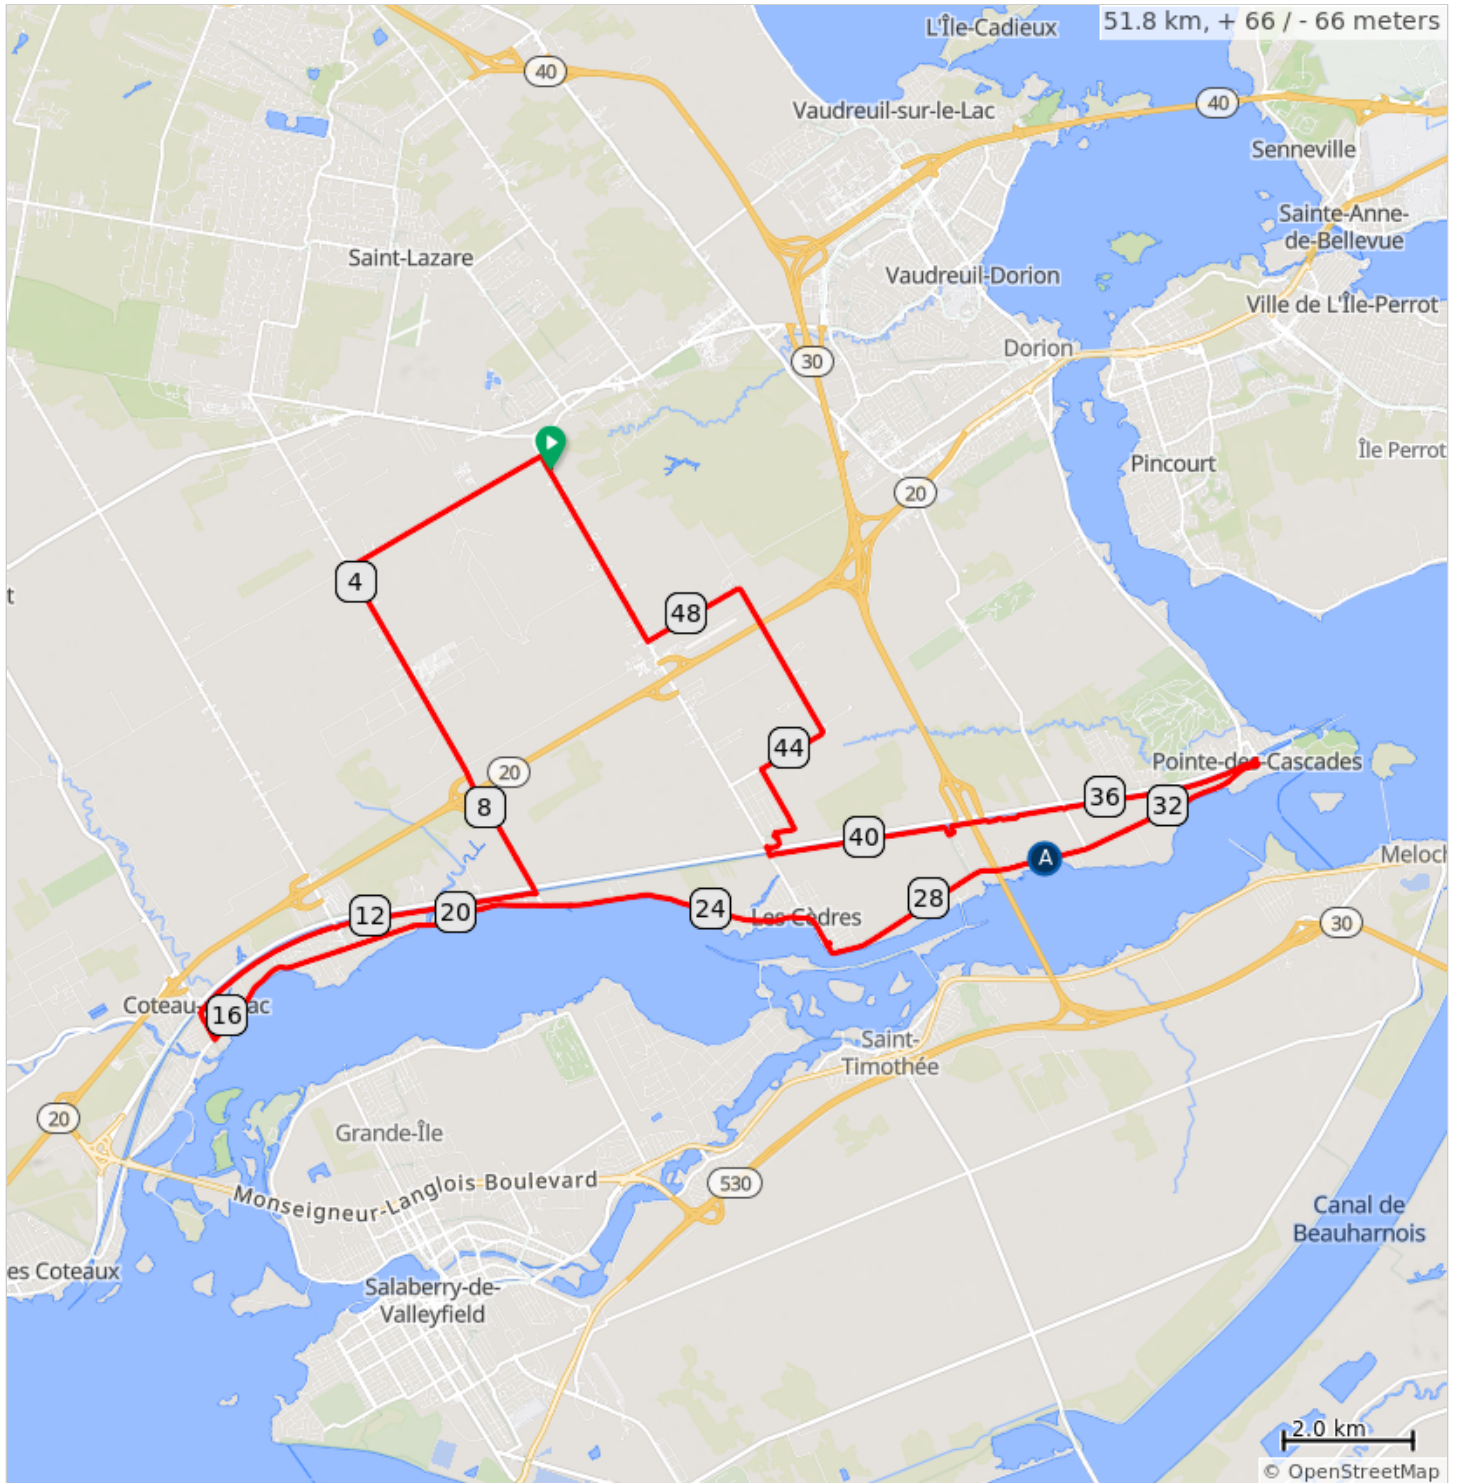 L'Île-Cadieux
51.8 km, + 66 / - 66 meters
40
Vaudreuil-sur-le-Lac
40
Senneville
Sainte-Anne-
de-Bellevue
Saint-Lazare
Vaudreuil-Dorion
Ville de L'Île-Perrot
Dorion
30
Île Perrot
Pincourt
20
4
t
48
44
Pointe-des-Cascades
20
8
36
32
40
A
Meloch
28
24
Les Cèdres
12
20
30
Coteau-
ac
16
Saint-
Timothée
20
Grande-Île
Monseigneur-Langlois Boulevard
530
Canal de
Beauharnois
es Coteaux
Salaberry-de-
Valleyfield
2.0 km
© OpenStreetMap